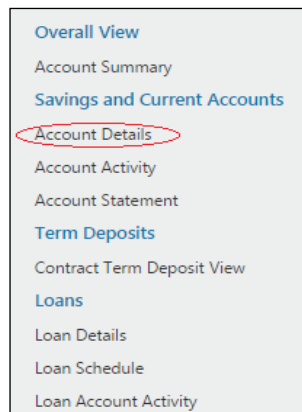 Overall View
Account Summary
Savings and Current Accounts
Account Details
Account Activity
Account Statement
Term Deposits
Contract Term Deposit View
Loans
Loan Details
Loan Schedule
Loan Account Activity